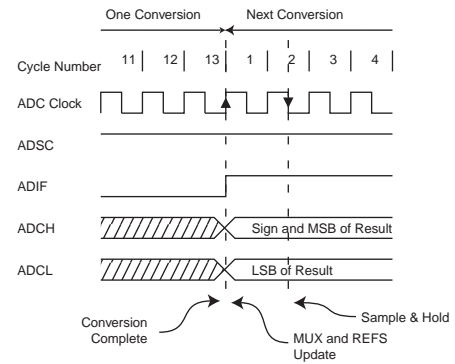 One Conversion
Next Conversion
Cycle Number
11
12
13
1
2
3
4
ADC Clock
ADSC
ADIF
ADCH
Sign and MSB of Result
ADCL
LSB of Result
Conversion
Complete
MUX and REFS
Update
Sample & Hold